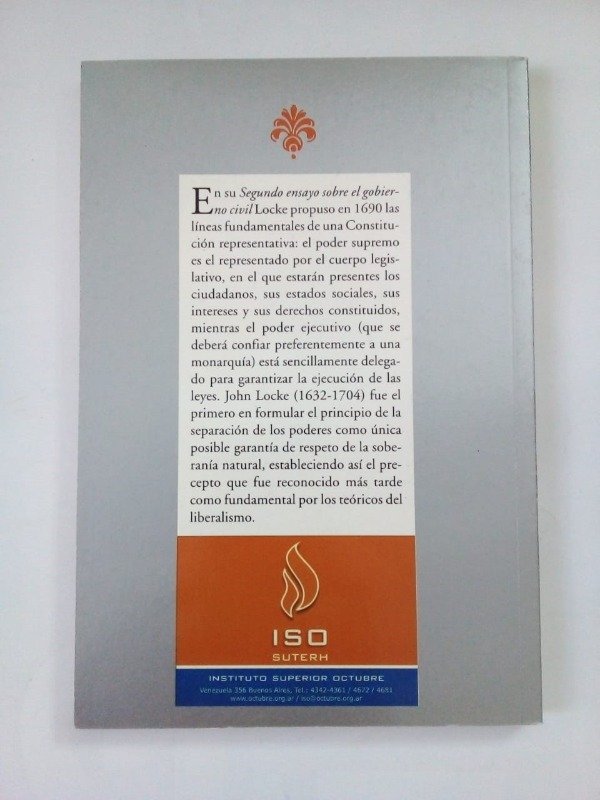 En su Segundo ensayo sobre el gobier-
no civil Locke propuso en 1690 las
líneas fundamentales de una Constitu-
ción representativa: el poder supremo
es el representado por el cuerpo legis-
lativo, en el que estarán presentes los
ciudadanos, sus estados sociales, sus
intereses y sus derechos constituidos,
mientras el poder ejecutivo (que se
deberá confiar preferentemente a una
monarquía) está sencillamente delega-
do para garantizar la ejecución de las
leyes. John Locke (1632-1704) fue el
primero en formular el principio de la
separación de los poderes como única
posible garantía de respeto de la sobe-
ranía natural, estableciendo así el pre-
cepto que fue reconocido más tarde
como fundamental por los teóricos del
liberalismo.
ISO
SUTERH
INSTITUTO SUPERIOR OCTUBRE
Venezuela 356 Buenos Aires, Tel.: 4342-4361 / 4672 / 4681
www.octubre.org.ar / iso@octubre.org.ar